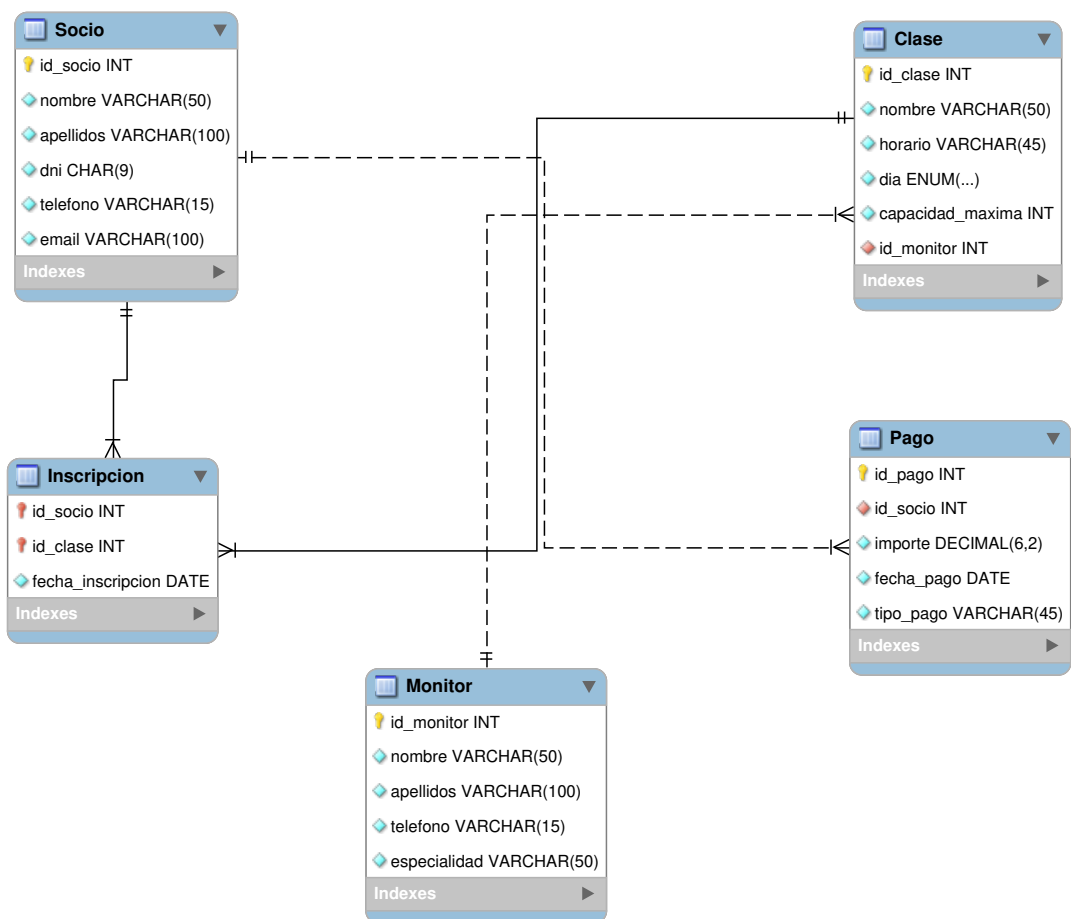 Socio
id_socio INT
nombre VARCHAR(50)
apellidos VARCHAR(100)
dni CHAR(9)
telefono VARCHAR(15)
email VARCHAR(100)
Indexes
Clase
id_clase INT
nombre VARCHAR(50)
horario VARCHAR(45)
dia ENUM(...)
capacidad_maxima INT
id_monitor INT
Indexes
Inscripcion
id_socio INT
id_clase INT
fecha_inscripcion DATE
Indexes
Pago
id_pago INT
id_socio INT
importe DECIMAL(6,2)
fecha_pago DATE
tipo_pago VARCHAR(45)
Indexes
Monitor
id_monitor INT
nombre VARCHAR(50)
apellidos VARCHAR(100)
telefono VARCHAR(15)
especialidad VARCHAR(50)
Indexes